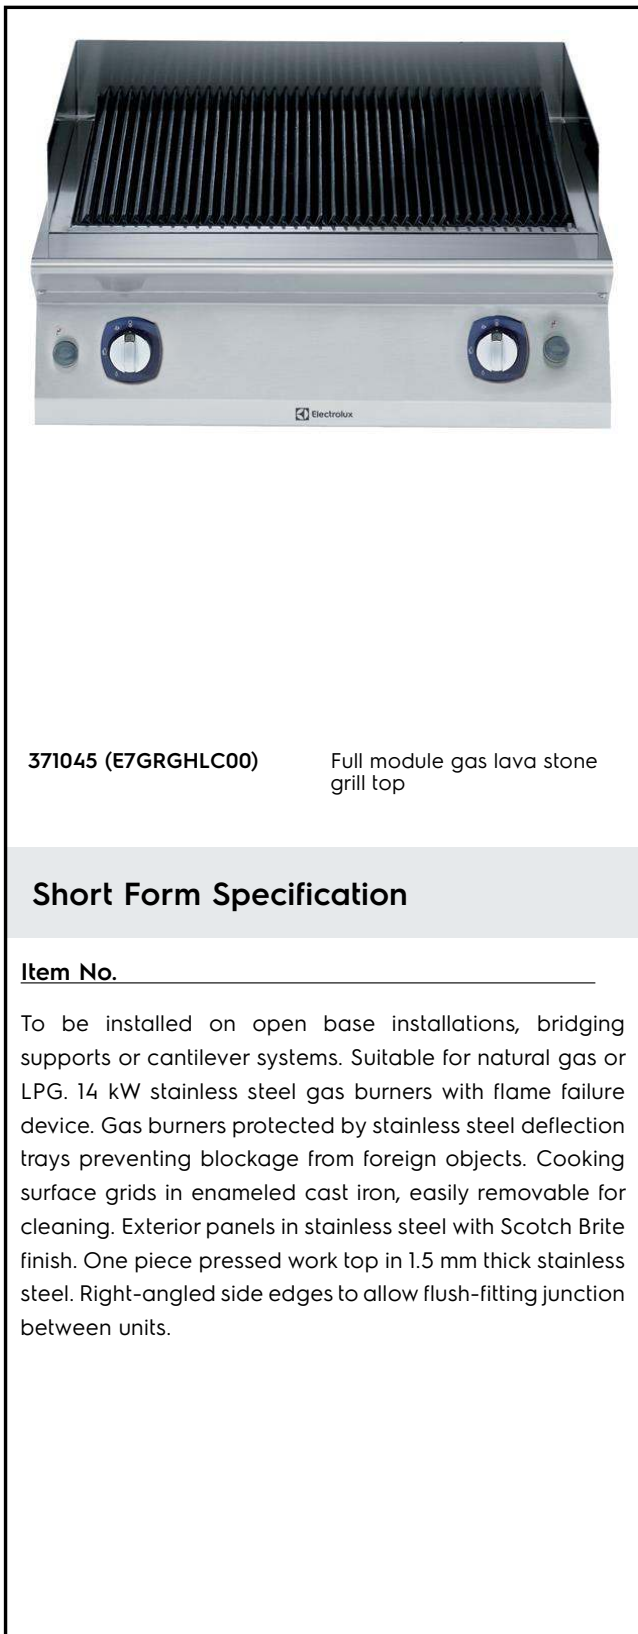 Electrolux
371045 (E7GRGHLC00)
Full module gas lava stone
grill top
Short Form Specification
Item No.
To be installed on open base installations, bridging
supports or cantilever systems. Suitable for natural gas or
LPG. 14 kW stainless steel gas burners with flame failure
device. Gas burners protected by stainless steel deflection
trays preventing blockage from foreign objects. Cooking
surface grids in enameled cast iron, easily removable for
cleaning. Exterior panels in stainless steel with Scotch Brite
finish. One piece pressed work top in 1.5 mm thick stainless
steel. Right-angled side edges to allow flush-fitting junction
between units.